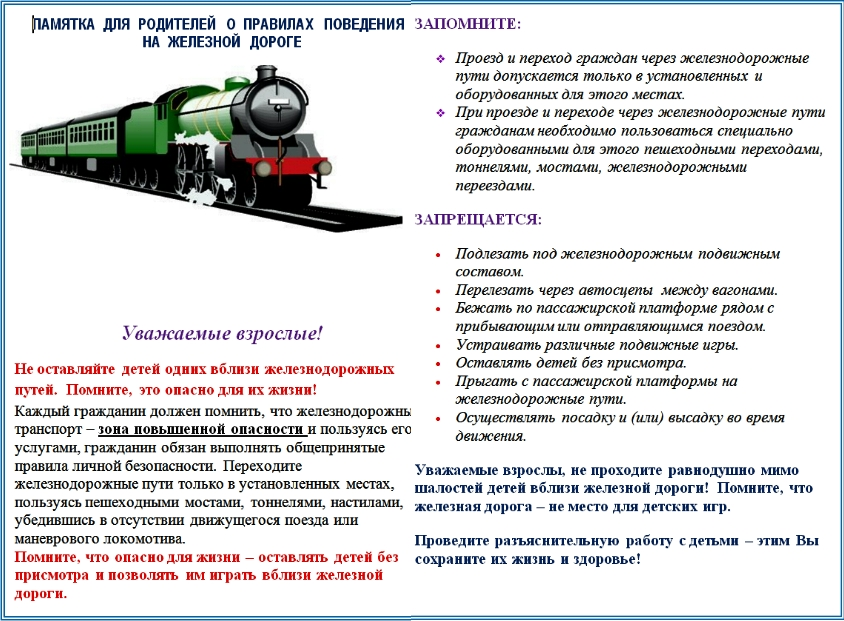 ПАМЯТКА ДЛЯ РОДИТЕЛЕЙ О ПРАВИЛАХ ПОВЕДЕНИЯ
НА ЖЕЛЕЗНОЙ ДОРОГЕ
Уважаемые взрослые!
Не оставляйте детей одних вблизи железнодорожных
путей. Помните, это опасно для их жизни!
Каждый гражданин должен помнить, что железнодорожны
транспорт – зона повышенной опасности и пользуясь его
услугами, гражданин обязан выполнять общепринятые
правила личной безопасности. Переходите
железнодорожные пути только в установленных местах,
пользуясь пешеходными мостами, тоннелями, настилами,
убедившись в отсутствии движущегося поезда или
маневрового локомотива.
Помните, что опасно для жизни – оставлять детей без
присмотра и позволять им играть вблизи железной
дороги.
ЗАПОМНИТЕ:
❖ Проезд и переход граждан через железнодорожные
пути допускается только в установленных и
оборудованных для этого местах.
❖ При проезде и переходе через железнодорожные пути
гражданам необходимо пользоваться специально
оборудованными для этого пешеходными переходами,
тоннелями, мостами, железнодорожными
переездами.
ЗАПРЕЩАЕТСЯ:
• Подлезать под железнодорожным подвижным
составом.
• Перелезать через автосцепы между вагонами.
• Бежать по пассажирской платформе рядом с
прибывающим или отправляющимся поездом.
• Устраивать различные подвижные игры.
• Оставлять детей без присмотра.
• Прыгать с пассажирской платформы на
железнодорожные пути.
• Осуществлять посадку и (или) высадку во время
движения.
Уважаемые взрослы, не проходите равнодушно мимо
шалостей детей вблизи железной дороги! Помните, что
железная дорога – не место для детских игр.
Проведите разъяснительную работу с детьми – этим Вы
сохраните их жизнь и здоровье!